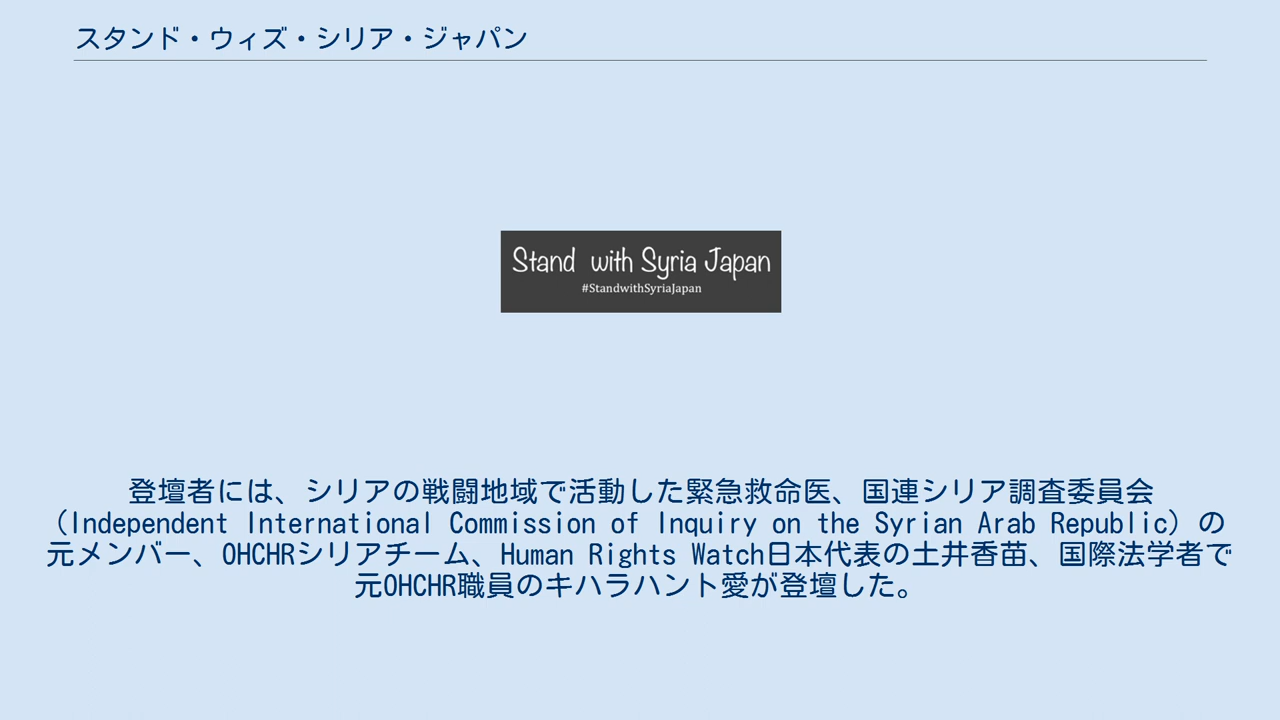 スタンド・ウィズ・シリア・ジャパン
Stand with Syria Japan
#StandwithSyriaJapan
登壇者には、シリアの戦闘地域で活動した緊急救命医、国連シリア調査委員会
（Independent International Commission of Inquiry on the Syrian Arab Republic）の
元メンバー、OHCHRシリアチーム、Human Rights Watch日本代表の土井香苗、国際法学者で
元OHCHR職員のキハラハント愛が登壇した。